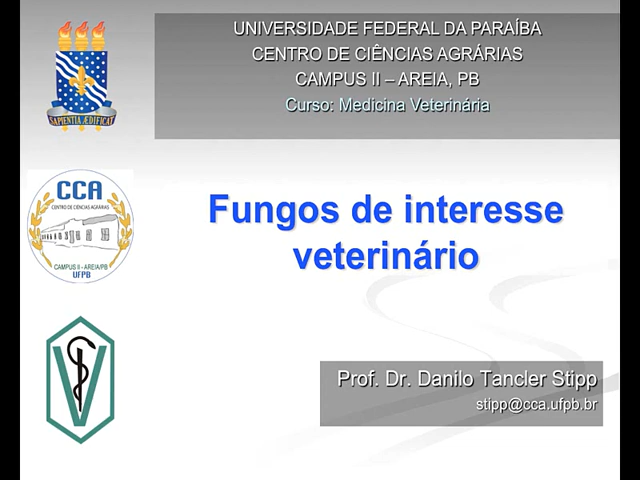 UNIVERSIDADE FEDERAL DA PARAÍBA
CENTRO DE CIÊNCIAS AGRÁRIAS
CAMPUS II – AREIA, PB
Curso: Medicina Veterinária
SAPIENTIA ÆDIFICAT
CCA
CENTRO DE CIÊNCIAS AGRÁRIAS
CAMPUS II - AREIA/PB
UFPB
Fungos de interesse
veterinário
V
Prof. Dr. Danilo Tancler Stipp
stipp@cca.ufpb.br